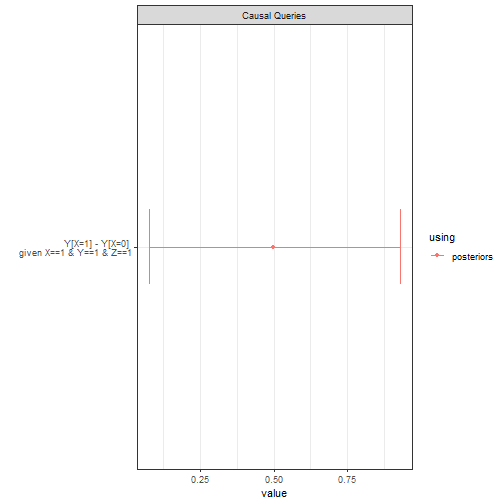 Causal Queries
Y[X=1] - Y[X=0]
given X==1 & Y==1 & Z==1
using
posteriors
0.25 0.50 0.75
value